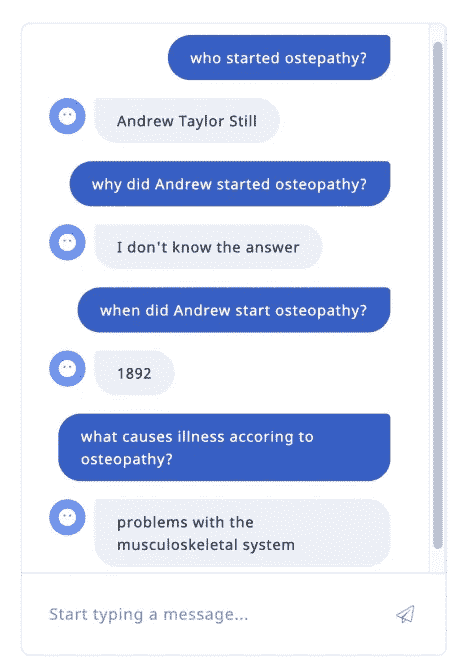 who started ostepathy?
Andrew Taylor Still
why did Andrew started osteopathy?
I don't know the answer
when did Andrew start osteopathy?
1892
what causes illness accoring to
osteopathy?
problems with the
musculoskeletal system
Start typing a message...